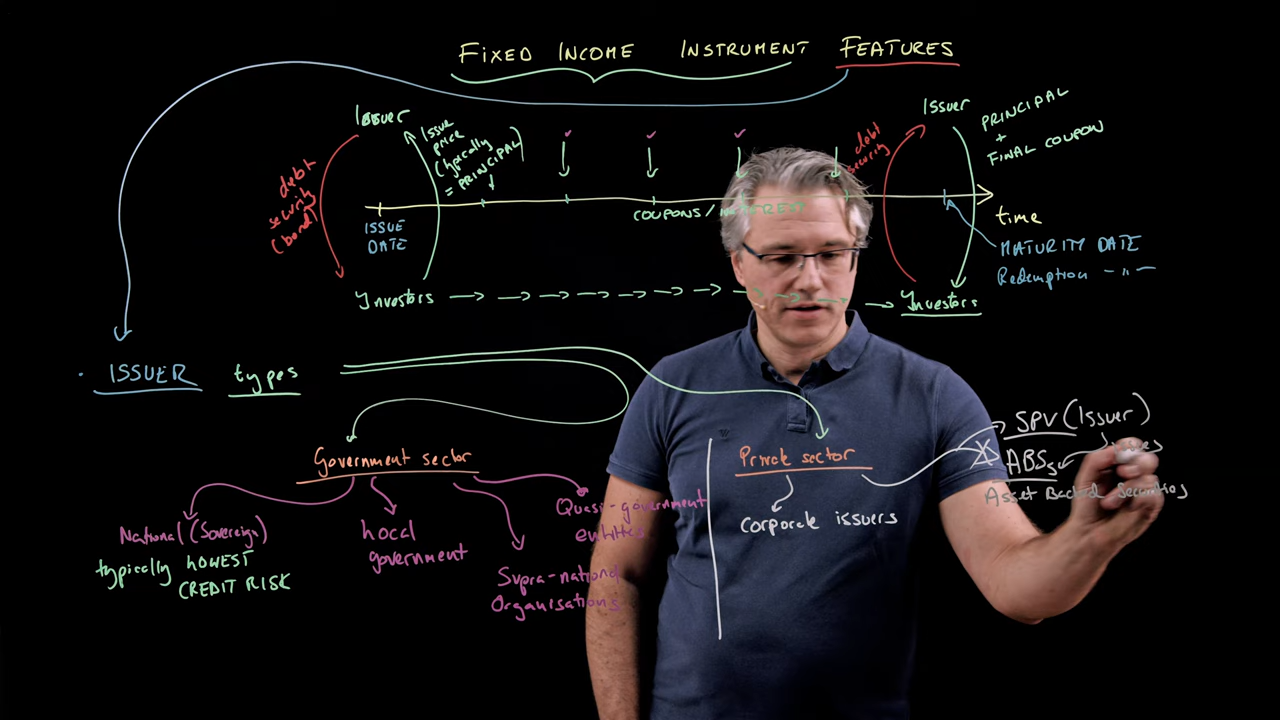 FIXED INCOME INSTRUMENT FEATURES
Issuer
Issue
price
(typically
= PRINCIPAL)
debt
security
(bond)
ISSUE
DATE
Investors
COUPONS/
debt
security
Issuer
PRINCIPAL
+
FINAL COUPON
time
MATURITY DATE
Redemption -"-
Investors
ISSUER types
Government sector
National (Sovereign)
typically LOWEST
CREDIT RISK
Local
government
Supra-national
Organisations
Quasi-government
entities
Private sector
Corporate issuers
SPV (Issuer)
ABSs
Asset Backed Securities